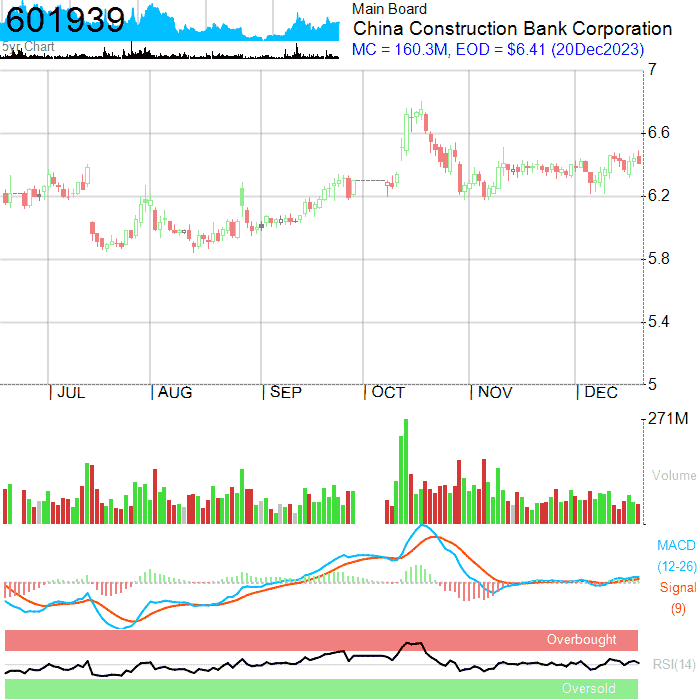 601939
5yr Chart
Main Board
China Construction Bank Corporation
MC = 160.3M, EOD = $6.41 (20Dec2023)
7
6.6
6.2
5.8
5.4
5
JUL AUG SEP OCT NOV DEC
271M
Volume
MACD
(12-26)
Signal
(9)
Overbought
RSI(14)
Oversold